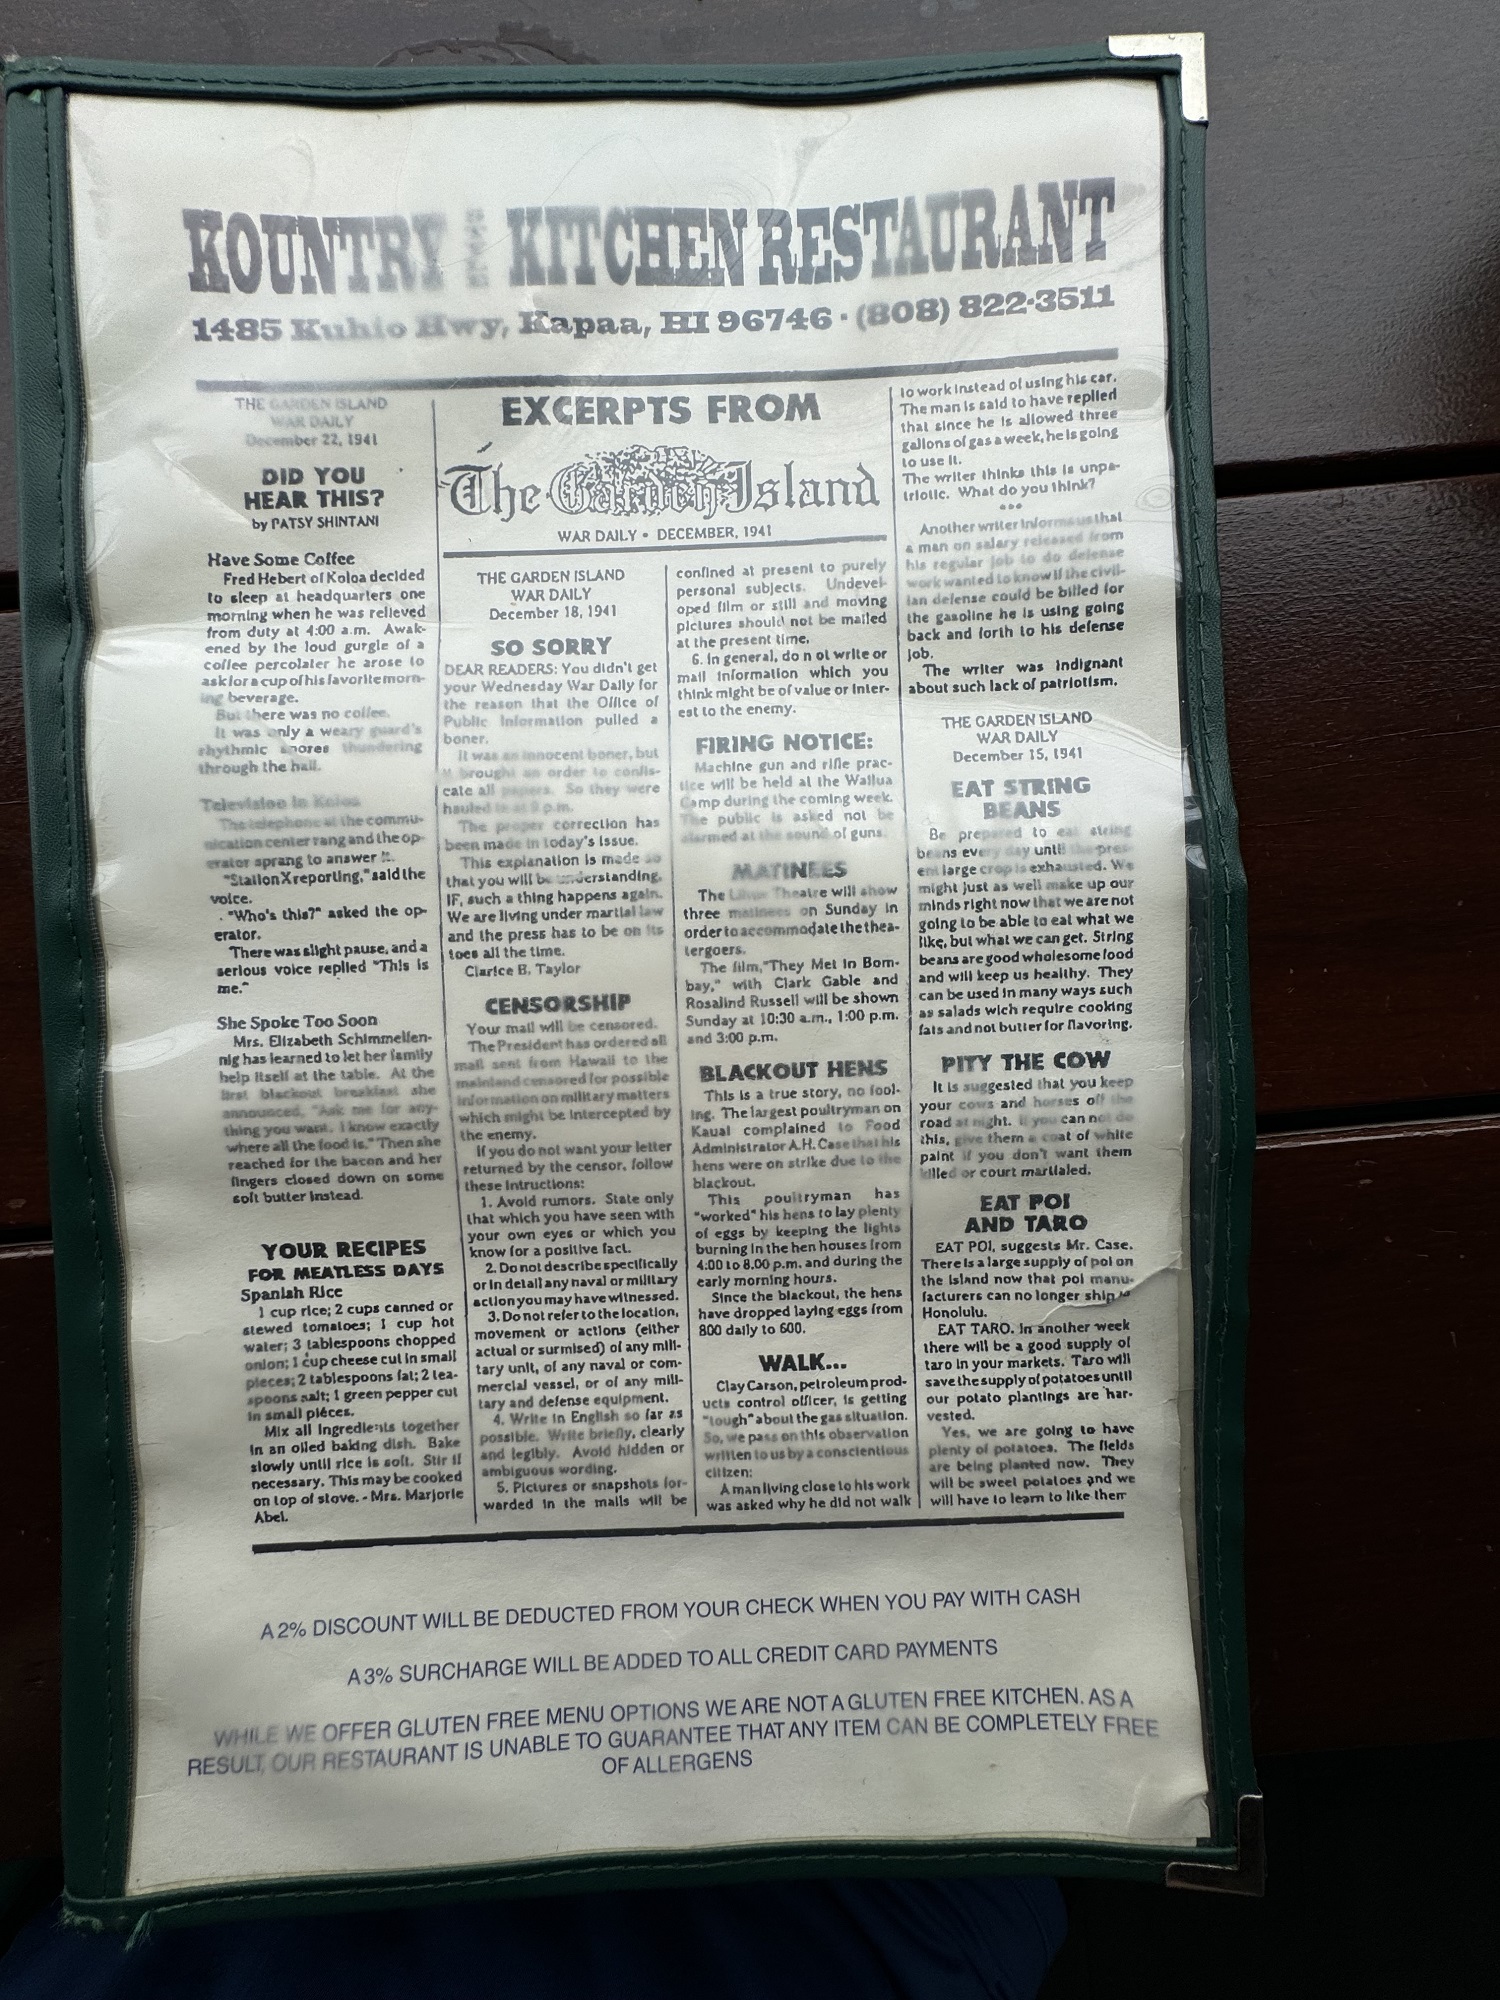 KOUNTRY STYLE KITCHEN RESTAURANT
1485 Kuhio Hwy, Kapaa, HI 96746 · (808) 822-3511
THE GARDEN ISLAND
WAR DAILY
December 22, 1941
DID YOU
HEAR THIS?
by PATSY SHINTANI
Have Some Coffee
Fred Hebert of Koloa decided
to sleep at headquarters one
morning when he was relieved
from duty at 4:00 a.m. Awak-
ened by the loud gurgle of a
coffee percolater he arose to
ask for a cup of his favorite morn-
ing beverage.
But there was no coffee.
It was only a weary guard's
rhythmic snores thundering
through the hall.
Television in Koloa
The telephone at the commu-
nication center rang and the op-
erator sprang to answer it.
"Station X reporting," said the
voice.
"Who's this?" asked the op-
erator.
There was slight pause, and a
serious voice replied "This is
me."
She Spoke Too Soon
Mrs. Elizabeth Schimmelfen-
nig has learned to let her family
help itself at the table. At the
first blackout breakfast she
announced, "Ask me for any-
thing you want. I know exactly
where all the food is." Then she
reached for the bacon and her
fingers closed down on some
soft butter instead.
YOUR RECIPES
FOR MEATLESS DAYS
Spanish Rice
1 cup rice; 2 cups canned or
stewed tomatoes; 1 cup hot
water; 3 tablespoons chopped
onion; 1 cup cheese cut in small
pieces; 2 tablespoons fat; 2 tea-
spoons salt; 1 green pepper cut
in small pieces.
Mix all ingredients together
in an oiled baking dish. Bake
slowly until rice is soft. Stir if
necessary. This may be cooked
on top of stove. - Mrs. Marjorie
Abel.
EXCERPTS FROM
The Garden Island
WAR DAILY • DECEMBER, 1941
THE GARDEN ISLAND
WAR DAILY
December 18, 1941
SO SORRY
DEAR READERS: You didn't get
your Wednesday War Daily for
the reason that the Office of
Public Information pulled a
boner.
It was an innocent boner, but
it brought an order to confis-
cate all papers. So they were
hauled in at 9 p.m.
The proper correction has
been made in today's issue.
This explanation is made so
that you will be understanding,
IF, such a thing happens again.
We are living under martial law
and the press has to be on its
toes all the time.
Clarice B. Taylor
CENSORSHIP
Your mail will be censored.
The President has ordered all
mail sent from Hawaii to the
mainland censored for possible
information on military matters
which might be intercepted by
the enemy.
If you do not want your letter
returned by the censor, follow
these intructions:
1. Avoid rumors. State only
that which you have seen with
your own eyes or which you
know for a positive fact.
2. Do not describe specifically
or in detail any naval or military
action you may have witnessed.
3. Do not refer to the location,
movement or actions (either
actual or surmised) of any mili-
tary unit, of any naval or com-
mercial vessel, or of any mili-
tary and defense equipment.
4. Write in English so far as
possible. Write briefly, clearly
and legibly. Avoid hidden or
ambiguous wording.
5. Pictures or snapshots for-
warded in the mails will be
confined at present to purely
personal subjects. Undevel-
oped film or still and moving
pictures should not be mailed
at the present time.
6. In general, do n ot write or
mail information which you
think might be of value or inter-
est to the enemy.
FIRING NOTICE:
Machine gun and rifle prac-
tice will be held at the Wailua
Camp during the coming week.
The public is asked not be
alarmed at the sound of guns.
MATINEES
The Lihue Theatre will show
three matinees on Sunday in
order to accommodate the thea-
tergoers.
The film, "They Met in Bom-
bay," with Clark Gable and
Rosalind Russell will be shown
Sunday at 10:30 a.m., 1:00 p.m.
and 3:00 p.m.
BLACKOUT HENS
This is a true story, no fool-
ing. The largest poultryman on
Kauai complained to Food
Administrator A.H. Case that his
hens were on strike due to the
blackout.
This poultryman has
"worked" his hens to lay plenty
of eggs by keeping the lights
burning in the hen houses from
4:00 to 8.00 p.m. and during the
early morning hours.
Since the blackout, the hens
have dropped laying eggs from
800 daily to 600.
WALK...
Clay Carson, petroleum prod-
ucts control officer, is getting
"tough" about the gas situation.
So, we pass on this observation
written to us by a conscientious
citizen:
A man living close to his work
was asked why he did not walk
to work instead of using his car.
The man is said to have replied
that since he is allowed three
gallons of gas a week, he is going
to use it.
The writer thinks this is unpa-
triotic. What do you think?
***
Another writer informs us that
a man on salary released from
his regular job to do defense
work wanted to know if the civil-
ian defense could be billed for
the gasoline he is using going
back and forth to his defense
job.
The writer was indignant
about such lack of patriotism.
THE GARDEN ISLAND
WAR DAILY
December 15, 1941
EAT STRING
BEANS
Be prepared to eat string
beans every day until the pres-
ent large crop is exhausted. We
might just as well make up our
minds right now that we are not
going to be able to eat what we
like, but what we can get. String
beans are good wholesome food
and will keep us healthy. They
can be used in many ways such
as salads wich require cooking
fats and not butter for flavoring.
PITY THE COW
It is suggested that you keep
your cows and horses off the
road at night. If you can not do
this, give them a coat of white
paint if you don't want them
killed or court martialed.
EAT POI
AND TARO
EAT POI, suggests Mr. Case.
There is a large supply of poi on
the island now that poi manu-
facturers can no longer ship to
Honolulu.
EAT TARO. In another week
there will be a good supply of
taro in your markets. Taro will
save the supply of potatoes until
our potato plantings are har-
vested.
Yes, we are going to have
plenty of potatoes. The fields
are being planted now. They
will be sweet potatoes and we
will have to learn to like them
A 2% DISCOUNT WILL BE DEDUCTED FROM YOUR CHECK WHEN YOU PAY WITH CASH
A 3% SURCHARGE WILL BE ADDED TO ALL CREDIT CARD PAYMENTS
WHILE WE OFFER GLUTEN FREE MENU OPTIONS WE ARE NOT A GLUTEN FREE KITCHEN. AS A
RESULT, OUR RESTAURANT IS UNABLE TO GUARANTEE THAT ANY ITEM CAN BE COMPLETELY FREE
OF ALLERGENS